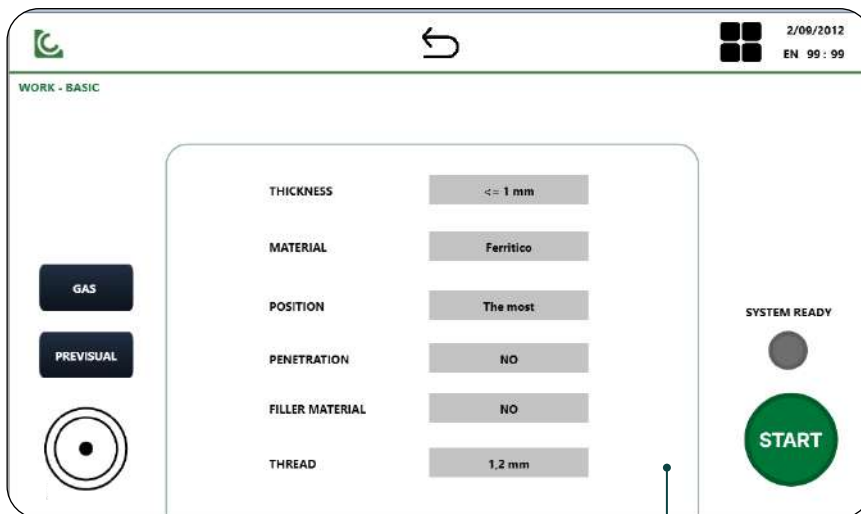 2/09/2012
EN 99:99
WORK - BASIC
THICKNESS <= 1 mm
MATERIAL Ferritico
GAS
POSITION The most
SYSTEM READY
PREVISUAL
PENETRATION NO
FILLER MATERIAL NO
START
THREAD 1,2 mm